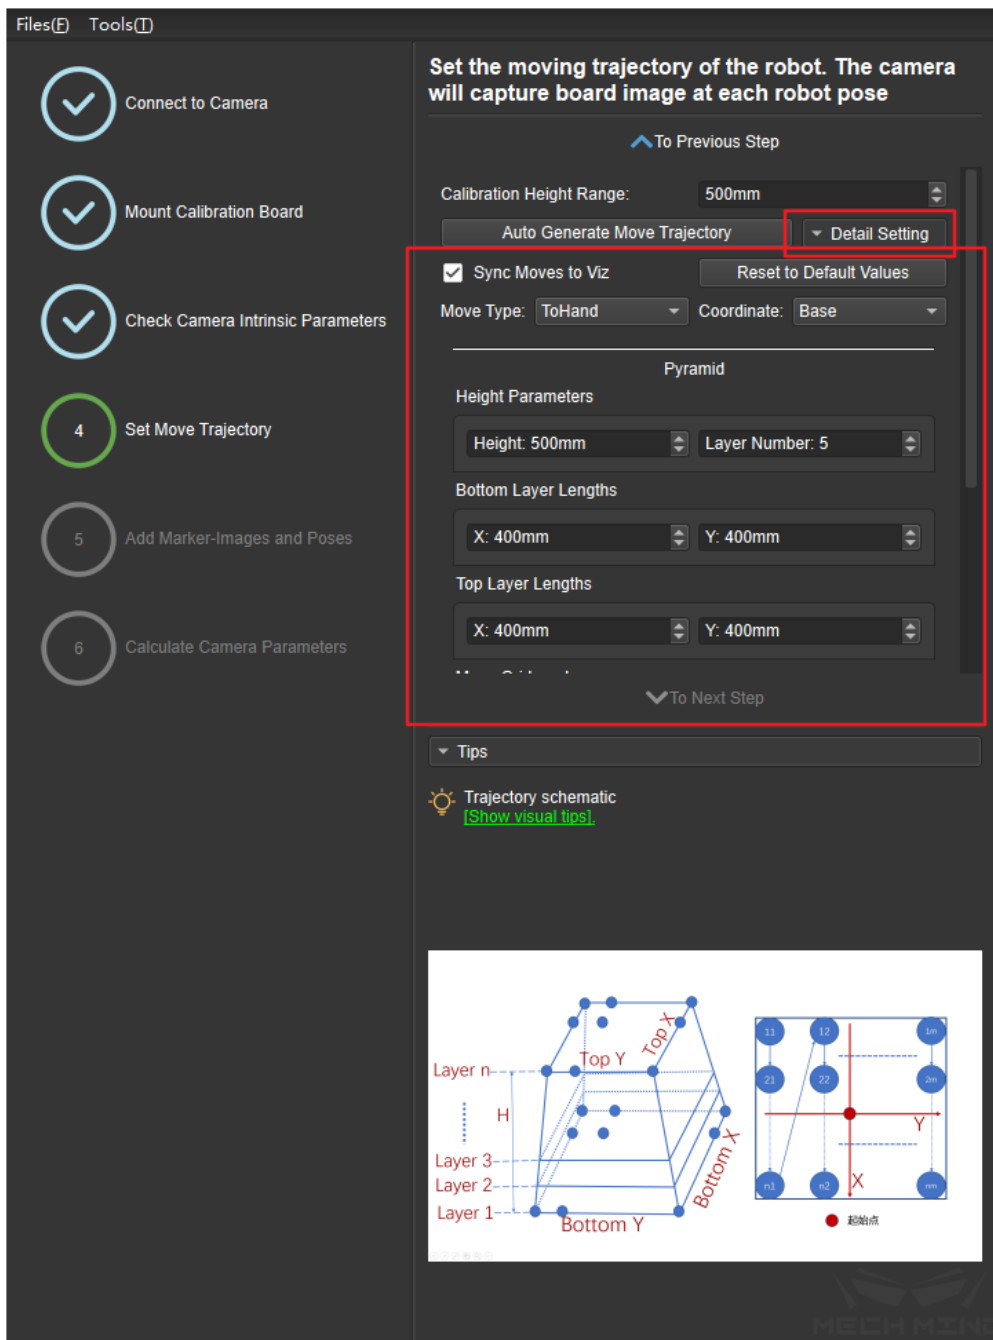 Files(F) Tools(T)
Connect to Camera
Mount Calibration Board
Check Camera Intrinsic Parameters
4 Set Move Trajectory
5 Add Marker-Images and Poses
6 Calculate Camera Parameters
Set the moving trajectory of the robot. The camera
will capture board image at each robot pose
To Previous Step
Calibration Height Range: 500mm
Auto Generate Move Trajectory Detail Setting
Sync Moves to Viz Reset to Default Values
Move Type: ToHand Coordinate: Base
Pyramid
Height Parameters
Height: 500mm Layer Number: 5
Bottom Layer Lengths
X: 400mm Y: 400mm
Top Layer Lengths
X: 400mm Y: 400mm
To Next Step
Tips
Trajectory schematic
[Show visual tips].
Top X
Top Y
Layer n
H
Layer 3
Layer 2
Layer 1
Bottom X
Bottom Y
11 12 1m
21 22 2m
Y
n1 n2 X nm
起始点
MECH MIND